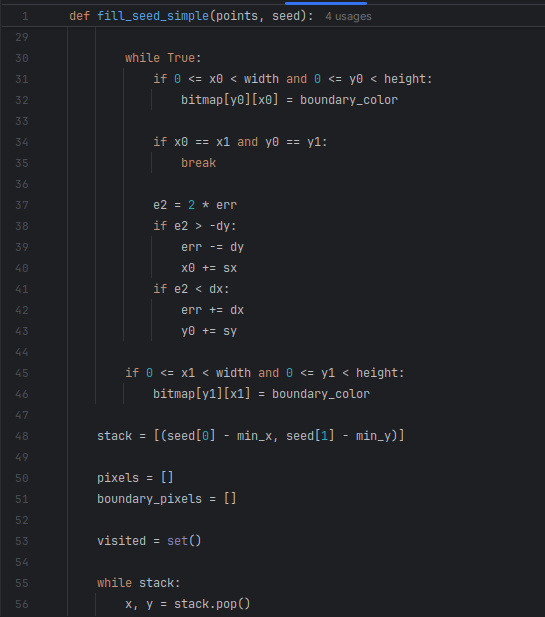 1 def fill_seed_simple(points, seed): 4 usages
29
30 while True:
31 if 0 <= x0 < width and 0 <= y0 < height:
32 bitmap[y0][x0] = boundary_color
33
34 if x0 == x1 and y0 == y1:
35 break
36
37 e2 = 2 * err
38 if e2 > -dy:
39 err -= dy
40 x0 += sx
41 if e2 < dx:
42 err += dx
43 y0 += sy
44
45 if 0 <= x1 < width and 0 <= y1 < height:
46 bitmap[y1][x1] = boundary_color
47
48 stack = [(seed[0] - min_x, seed[1] - min_y)]
49
50 pixels = []
51 boundary_pixels = []
52
53 visited = set()
54
55 while stack:
56 x, y = stack.pop()